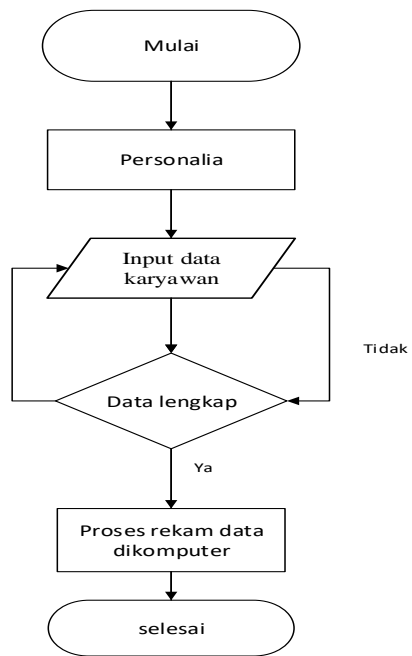 Mulai
Personalia
Input data
karyawan
Tidak
Data lengkap
Ya
Proses rekam data
dikomputer
selesai